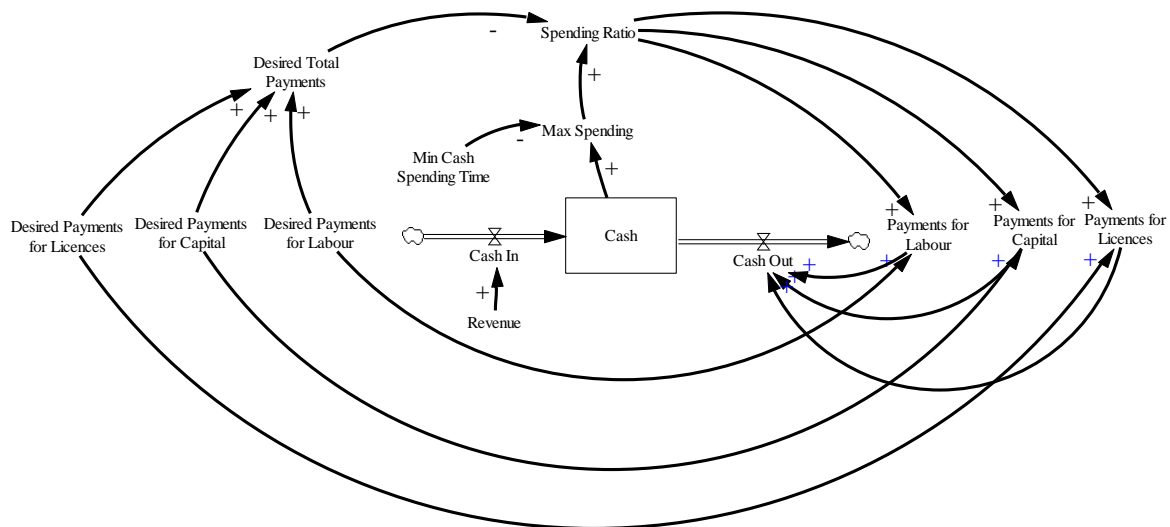 Spending Ratio
-
Desired Total
Payments
+
+
+
+
Max Spending
-
Min Cash
Spending Time
+
Desired Payments
for Licences
Desired Payments
for Capital
Desired Payments
for Labour
Cash
+
Payments for
Labour
+
Payments for
Capital
+
Payments for
Licences
Cash In
Cash Out
+
+
+
+
+
+
+
Revenue